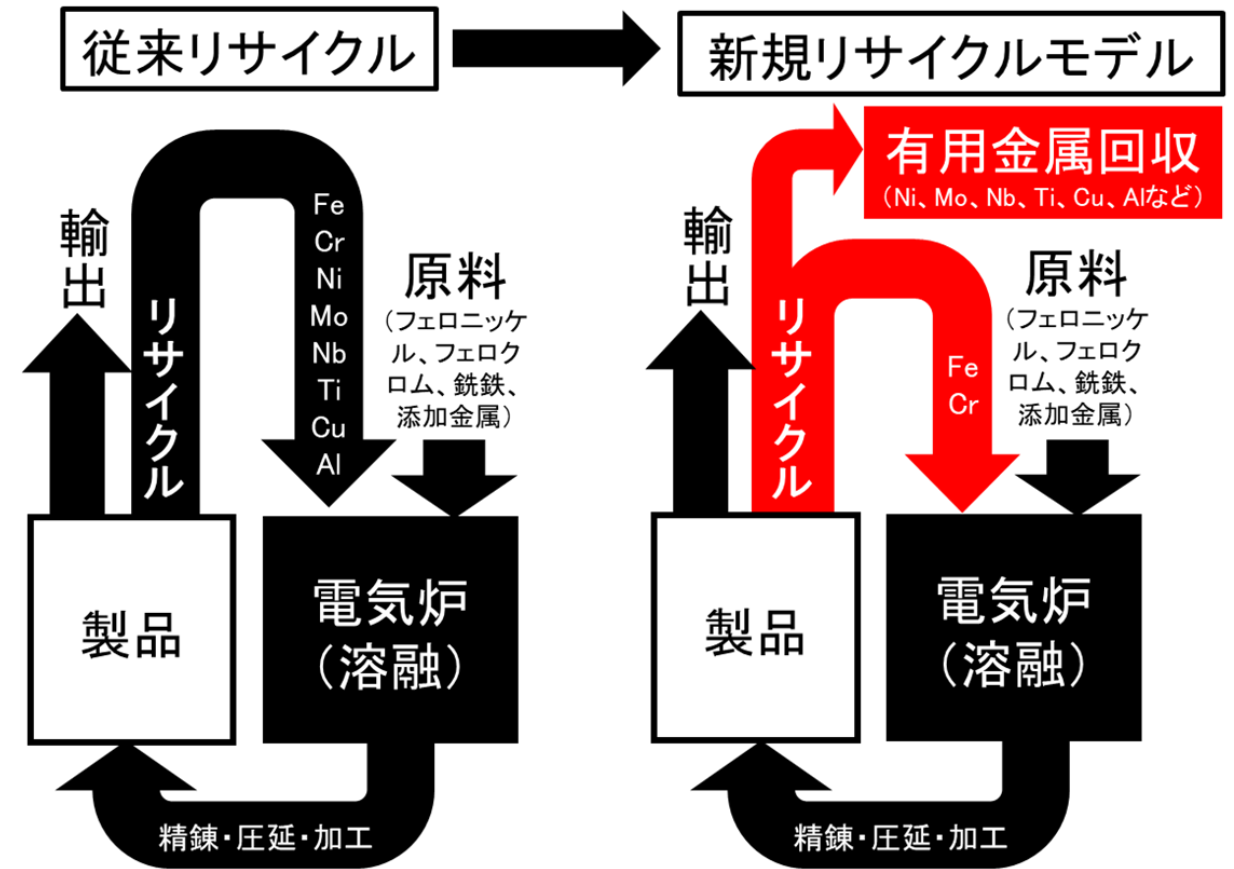 従来リサイクル
新規リサイクルモデル
輸出
リサイクル
Fe
Cr
Ni
Mo
Nb
Ti
Cu
Al
原料
（フェロニッケ
ル、フェロク
ロム、銑鉄、
添加金属）
製品
電気炉
（溶融）
精錬・圧延・加工
有用金属回収
（Ni、Mo、Nb、Ti、Cu、Alなど）
輸出
リサイクル
Fe
Cr
原料
（フェロニッケ
ル、フェロク
ロム、銑鉄、
添加金属）
製品
電気炉
（溶融）
精錬・圧延・加工